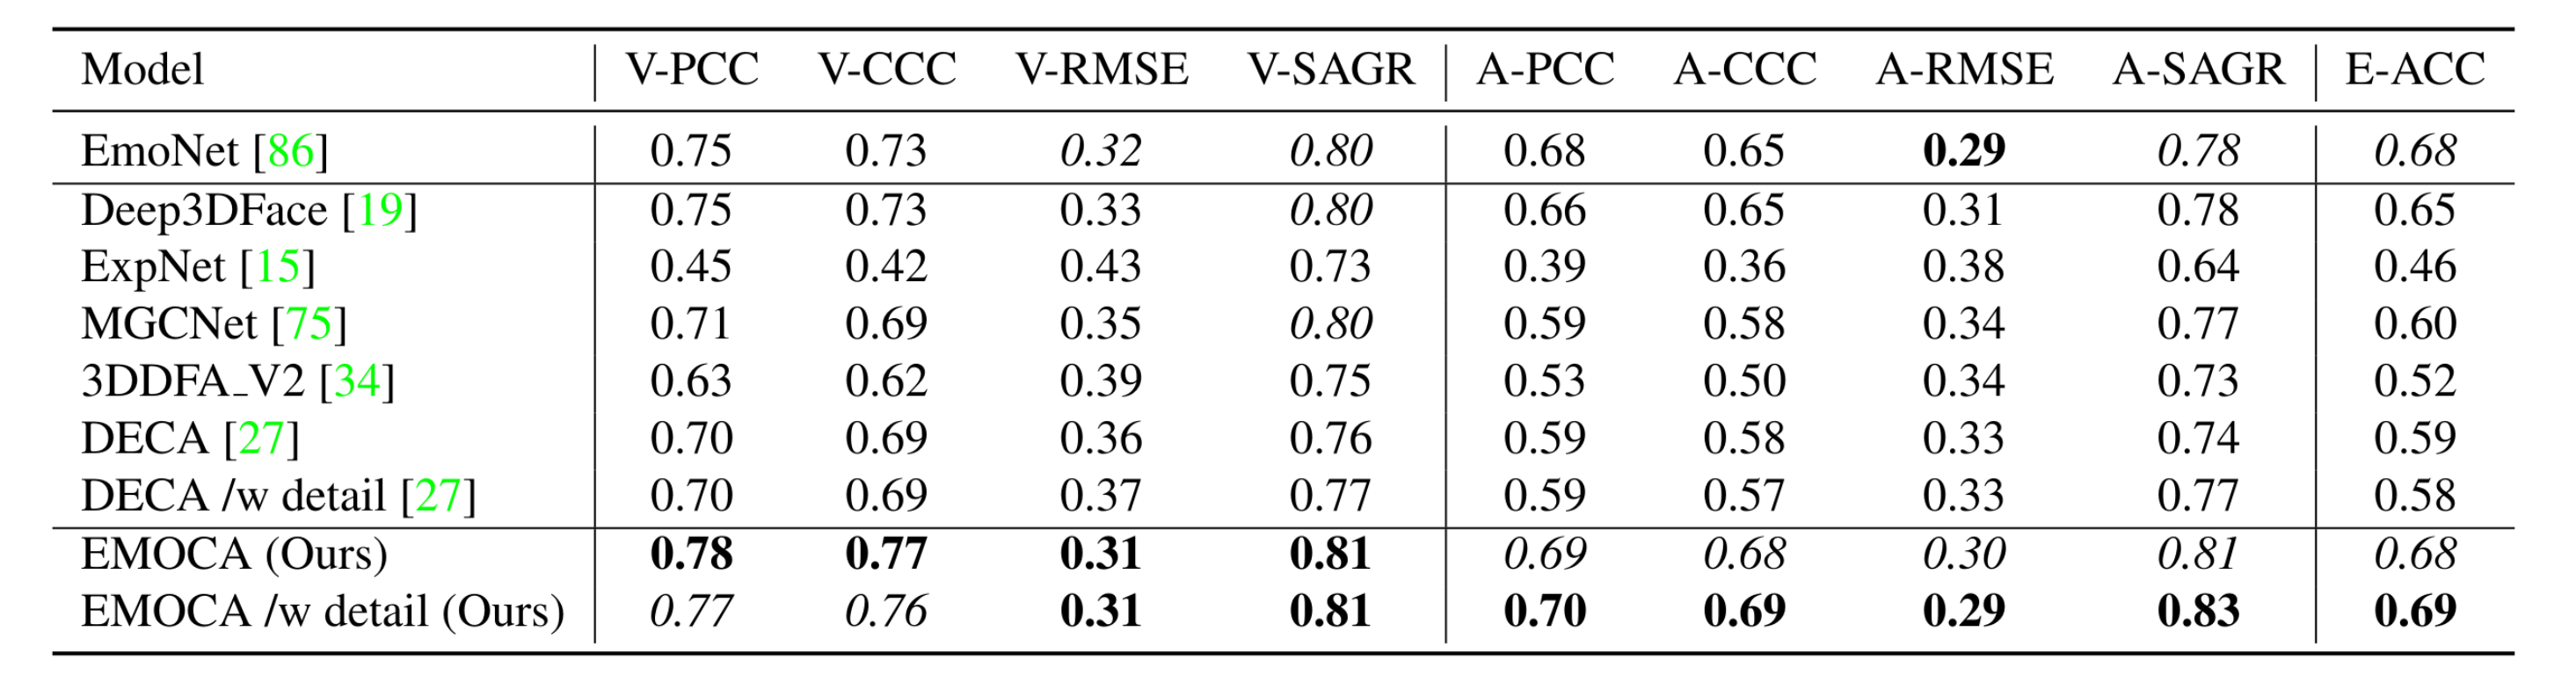 Model V-PCC V-CCC V-RMSE V-SAGR A-PCC A-CCC A-RMSE A-SAGR E-ACC
EmoNet [86] 0.75 0.73 0.32 0.80 0.68 0.65 0.29 0.78 0.68
Deep3DFace [19] 0.75 0.73 0.33 0.80 0.66 0.65 0.31 0.78 0.65
ExpNet [15] 0.45 0.42 0.43 0.73 0.39 0.36 0.38 0.64 0.46
MGCNet [75] 0.71 0.69 0.35 0.80 0.59 0.58 0.34 0.77 0.60
3DDFA_V2 [34] 0.63 0.62 0.39 0.75 0.53 0.50 0.34 0.73 0.52
DECA [27] 0.70 0.69 0.36 0.76 0.59 0.58 0.33 0.74 0.59
DECA /w detail [27] 0.70 0.69 0.37 0.77 0.59 0.57 0.33 0.77 0.58
EMOCA (Ours) 0.78 0.77 0.31 0.81 0.69 0.68 0.30 0.81 0.68
EMOCA /w detail (Ours) 0.77 0.76 0.31 0.81 0.70 0.69 0.29 0.83 0.69